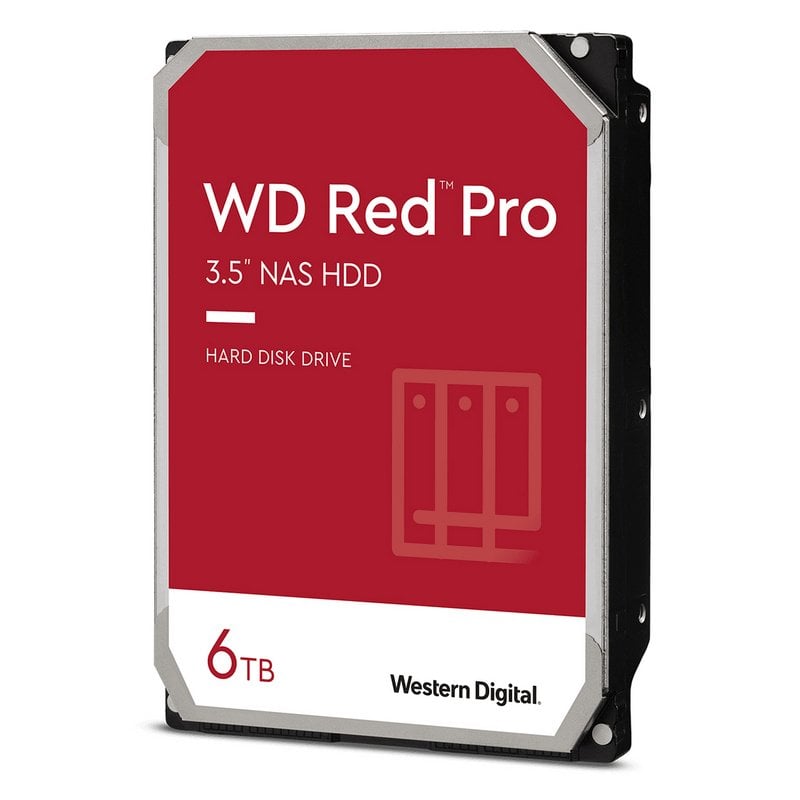 WD Red™ Pro
3.5" NAS HDD
HARD DISK DRIVE
6TB
Western Digital.